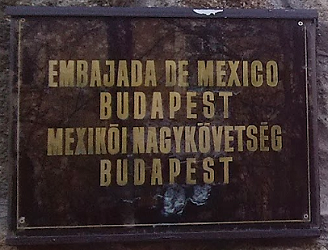 EMBAJADA DE MEXICO
BUDAPEST
MEXIKÓI NAGYKÖVETSÉG
BUDAPEST